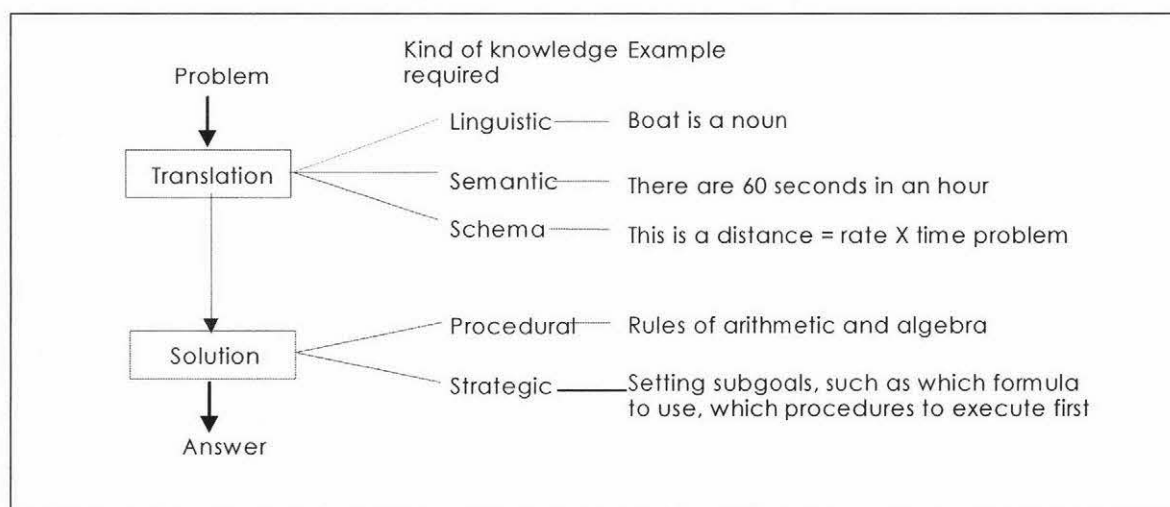 Kind of knowledge Example
required
Problem
Linguistic Boat is a noun
Translation
Semantic There are 60 seconds in an hour
Schema This is a distance = rate X time problem
Procedural Rules of arithmetic and algebra
Solution
Strategic Setting subgoals, such as which formula
to use, which procedures to execute first
Answer